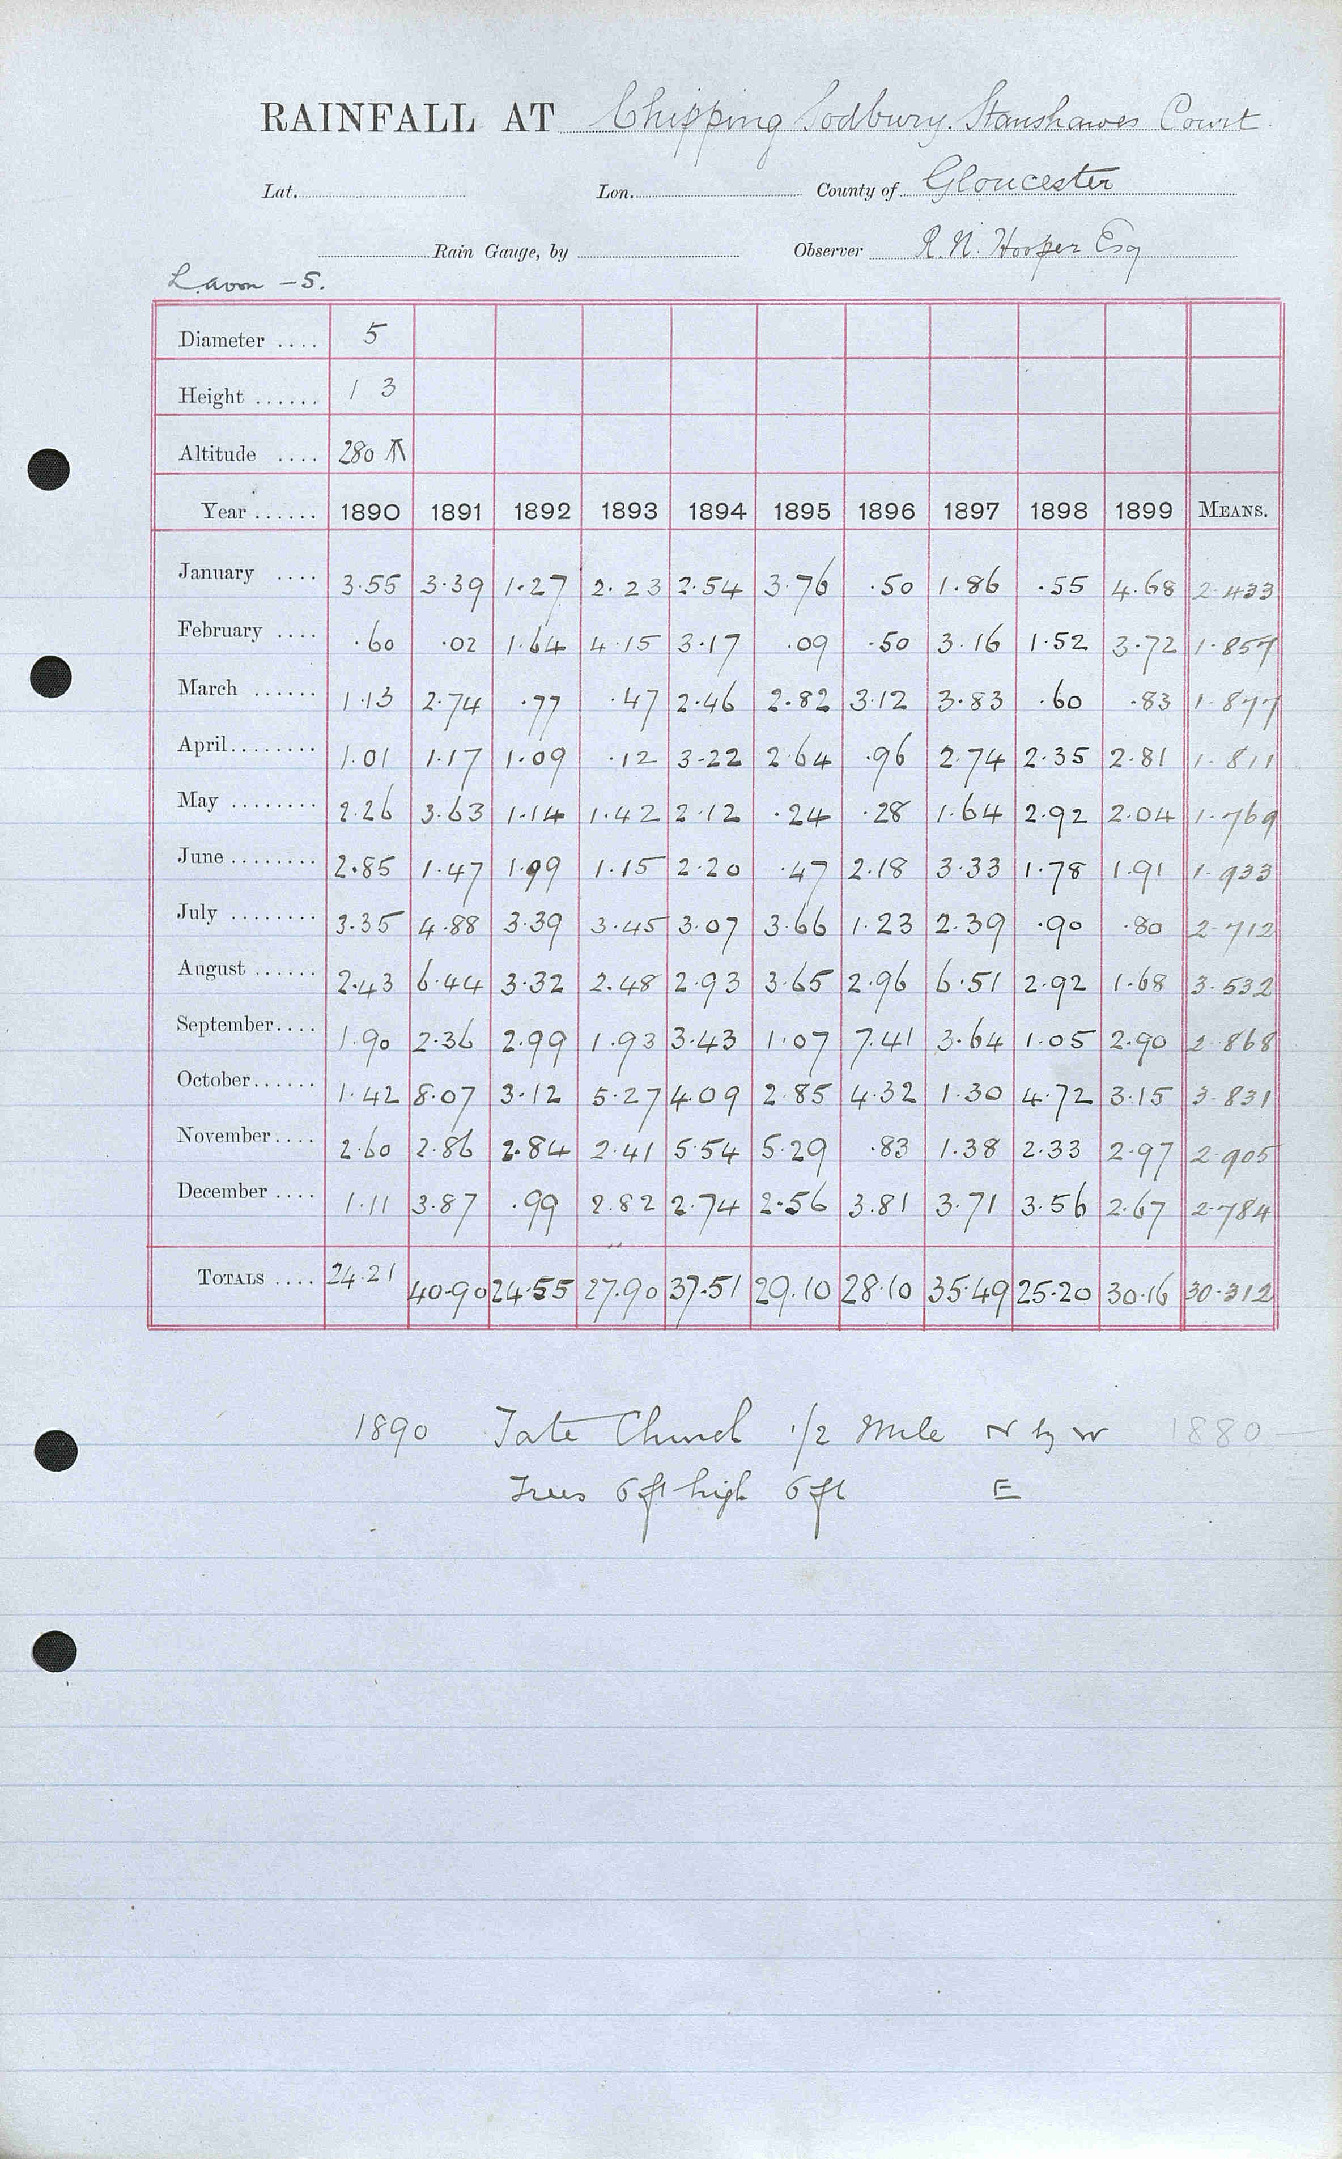 RAINFALL AT Chipping Sodbury. Stanshawes Court
Lat. Lon. County of Gloucester
Rain Gauge, by Observer R. N. Hooper Esq
L. avon - S.
Diameter .... 5
Height ...... 1 3
Altitude .... 280
Year ...... 1890 1891 1892 1893 1894 1895 1896 1897 1898 1899 MEANS.
January .... 3.55 3.39 1.27 2.23 2.54 3.76 .50 1.86 .55 4.68 2.433
February .... .60 .02 1.64 4.15 3.17 .09 .50 3.16 1.52 3.72 1.857
March ...... 1.13 2.74 .77 .47 2.46 2.82 3.12 3.83 .60 .83 1.877
April........ 1.01 1.17 1.09 .12 3.22 2.64 .96 2.74 2.35 2.81 1.811
May ........ 2.26 3.63 1.14 1.42 2.12 .24 .28 1.64 2.92 2.04 1.769
June ........ 2.85 1.47 1.99 1.15 2.20 .47 2.18 3.33 1.78 1.91 1.933
July ........ 3.35 4.88 3.39 3.45 3.07 3.66 1.23 2.39 .90 .80 2.712
August ...... 2.43 6.44 3.32 2.48 2.93 3.65 2.96 6.51 2.92 1.68 3.532
September.... 1.90 2.36 2.99 1.93 3.43 1.07 7.41 3.64 1.05 2.90 2.868
October...... 1.42 8.07 3.12 5.27 4.09 2.85 4.32 1.30 4.72 3.15 3.831
November.... 2.60 2.86 2.84 2.41 5.54 5.29 .83 1.38 2.33 2.97 2.905
December .... 1.11 3.87 .99 2.82 2.74 2.56 3.81 3.71 3.56 2.67 2.784
TOTALS .... 24.21 40.90 24.55 27.90 37.51 29.10 28.10 35.49 25.20 30.16 30.312
1890 Tate Church 1/2 Mile N by W 1880
Trees 6 ft high 6 ft E